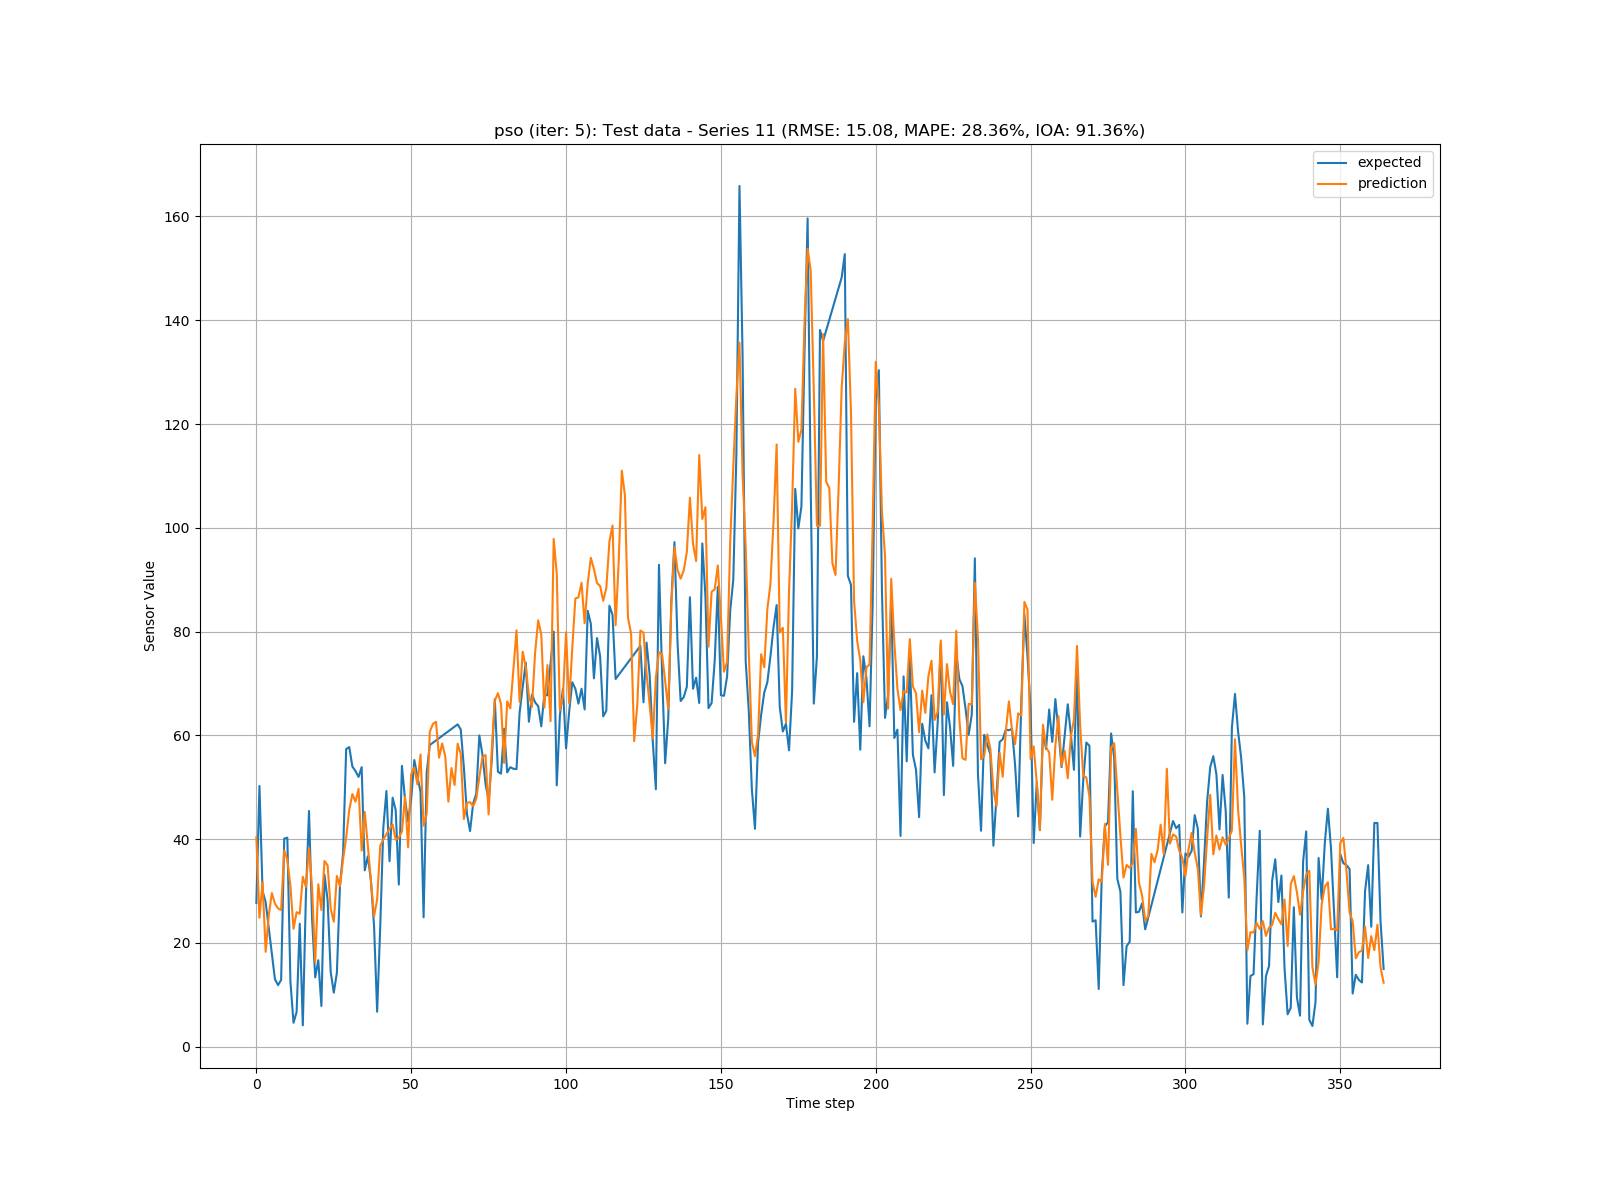 pso (iter: 5): Test data - Series 11 (RMSE: 15.08, MAPE: 28.36%, IOA: 91.36%)
expected
prediction
160
140
120
100
80
60
40
20
0
Sensor Value
0 50 100 150 200 250 300 350
Time step